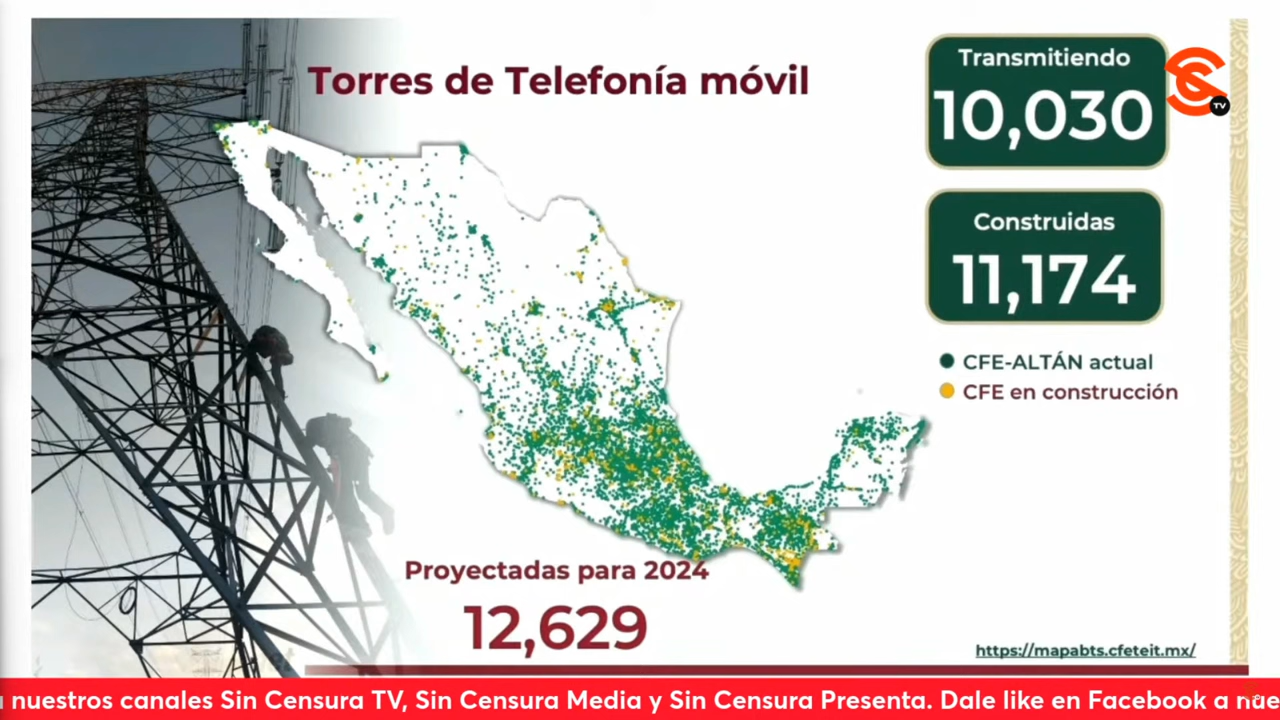 Torres de Telefonía móvil
Transmitiendo
10,030
TV
Construidas
11,174
CFE-ALTÁN actual
CFE en construcción
Proyectadas para 2024
12,629
https://mapabts.cfeteit.mx/
nuestros canales Sin Censura TV, Sin Censura Media y Sin Censura Presenta. Dale like en Facebook a nue